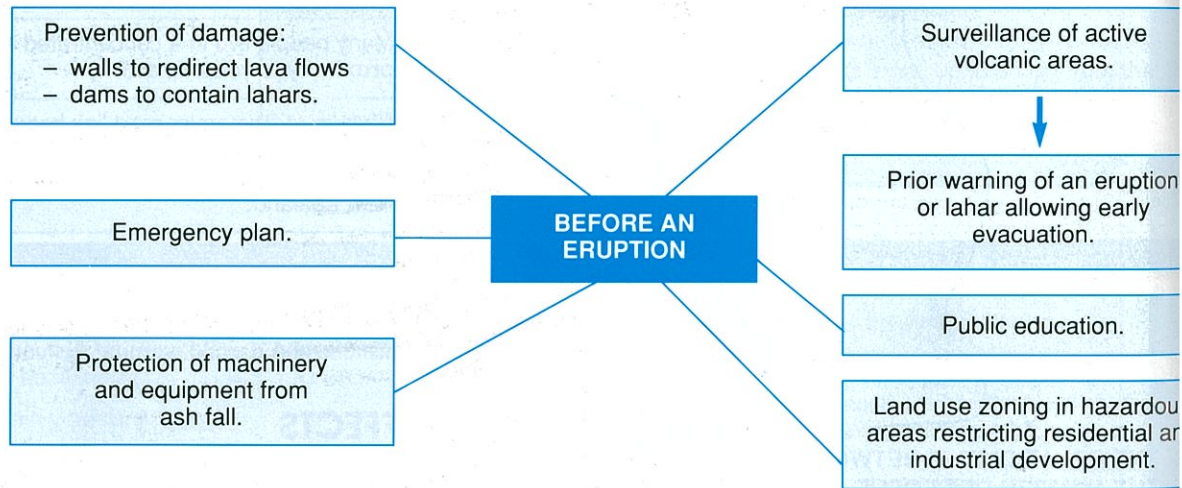 Prevention of damage:
– walls to redirect lava flows
– dams to contain lahars.
Emergency plan.
Protection of machinery
and equipment from
ash fall.
BEFORE AN
ERUPTION
Surveillance of active
volcanic areas.
Prior warning of an eruption
or lahar allowing early
evacuation.
Public education.
Land use zoning in hazardou
areas restricting residential an
industrial development.
EFFECTS